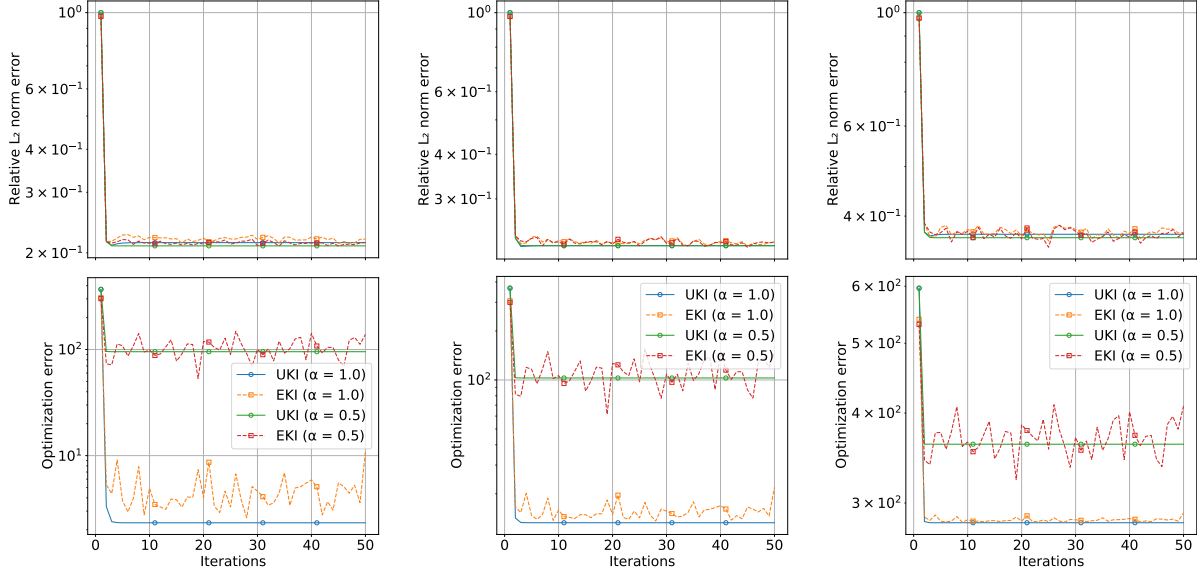 Relative L₂ norm error
10⁰
6 × 10⁻¹
4 × 10⁻¹
3 × 10⁻¹
2 × 10⁻¹
Relative L₂ norm error
10⁰
6 × 10⁻¹
4 × 10⁻¹
3 × 10⁻¹
Relative L₂ norm error
10⁰
6 × 10⁻¹
4 × 10⁻¹
Optimization error
10²
10¹
UKI (α = 1.0)
EKI (α = 1.0)
UKI (α = 0.5)
EKI (α = 0.5)
0 10 20 30 40 50
Iterations
Optimization error
10²
UKI (α = 1.0)
EKI (α = 1.0)
UKI (α = 0.5)
EKI (α = 0.5)
0 10 20 30 40 50
Iterations
Optimization error
6 × 10²
5 × 10²
4 × 10²
3 × 10²
UKI (α = 1.0)
EKI (α = 1.0)
UKI (α = 0.5)
EKI (α = 0.5)
0 10 20 30 40 50
Iterations